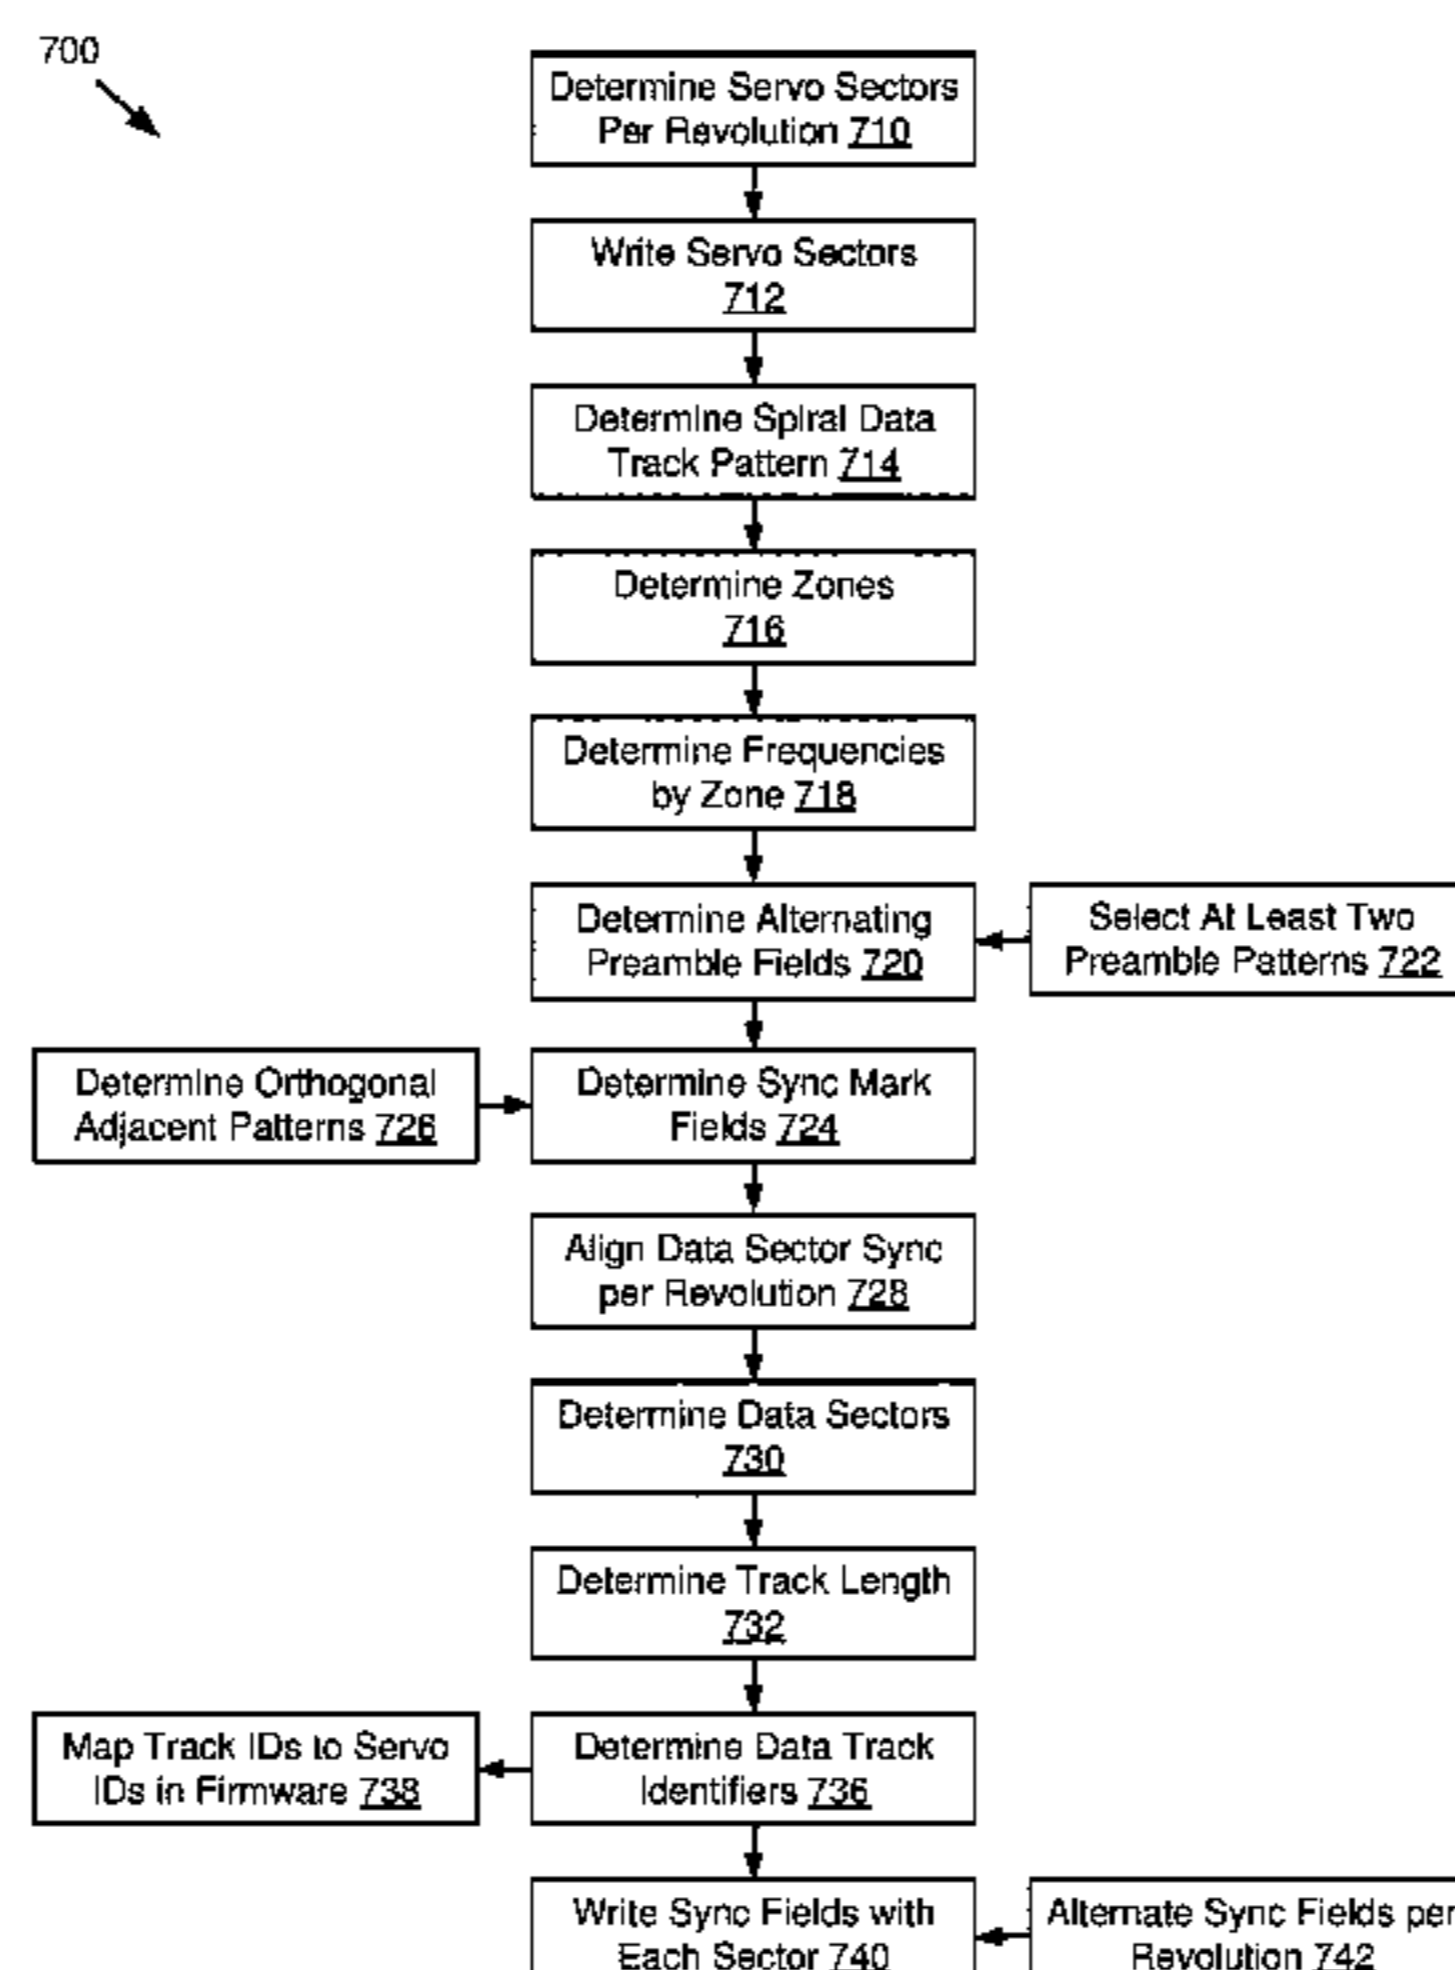 700
Determine Servo Sectors
Per Revolution 710
Write Servo Sectors
712
Determine Spiral Data
Track Pattern 714
Determine Zones
716
Determine Frequencies
by Zone 718
Determine Alternating
Preamble Fields 720
Select At Least Two
Preamble Patterns 722
Determine Orthogonal
Adjacent Patterns 726
Determine Sync Mark
Fields 724
Align Data Sector Sync
per Revolution 728
Determine Data Sectors
730
Determine Track Length
732
Map Track IDs to Servo
IDs in Firmware 738
Determine Data Track
Identifiers 736
Write Sync Fields with
Each Sector 740
Alternate Sync Fields per
Revolution 742